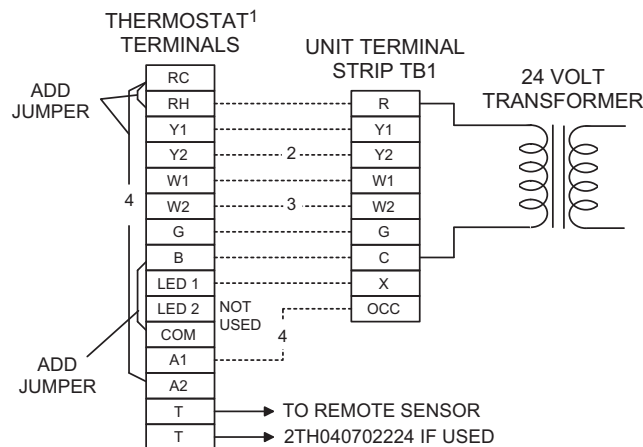 THERMOSTAT1
TERMINALS
UNIT TERMINAL
STRIP TB1
24 VOLT
TRANSFORMER
ADD
JUMPER
RC
RH
Y1
Y2
W1
W2
G
B
LED 1
LED 2
COM
A1
A2
T
T
2
3
4
4
NOT
USED
R
Y1
Y2
W1
W2
G
C
X
OCC
ADD
JUMPER
TO REMOTE SENSOR
2TH040702224 IF USED